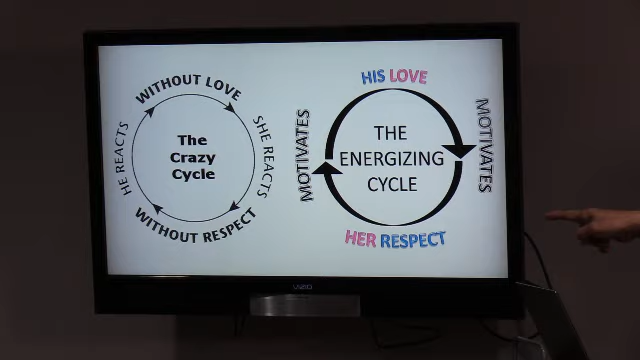 WITHOUT LOVE
SHE REACTS
WITHOUT RESPECT
HE REACTS
The
Crazy
Cycle
HIS LOVE
MOTIVATES
HER RESPECT
MOTIVATES
THE
ENERGIZING
CYCLE
VIZIO